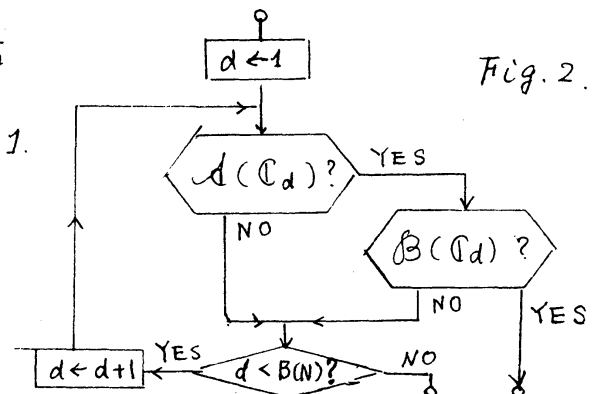 d ← 1
Fig. 2.
1.
A(ℂd)?
YES
NO
B(ℂd) ?
NO
YES
d ← d+1
YES
d < B(N)?
NO